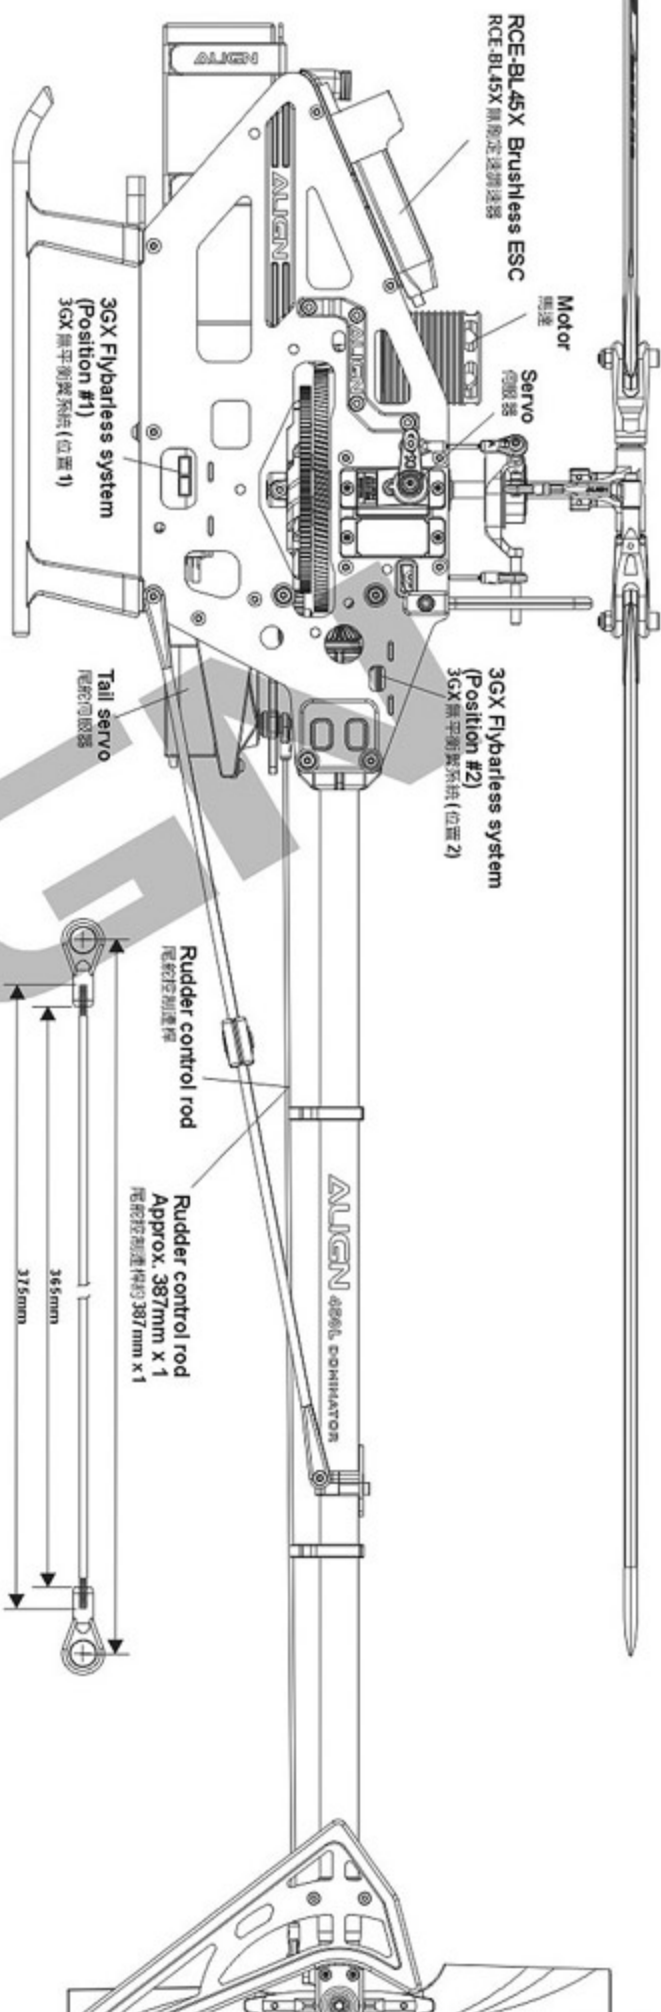 RCE-BL45X Brushless ESC
RCE-BL45X 無刷定速調速器
Motor
馬達
Servo
伺服器
3GX Flybarless system
(Position #2)
3GX 無平衡翼系統 (位置 2)
ALIGN
ALIGN
ALIGN
3GX Flybarless system
(Position #1)
3GX 無平衡翼系統 (位置 1)
Tail servo
尾舵伺服器
ALIGN 450L DOMINATOR
Rudder control rod
尾舵控制連桿
Rudder control rod
Approx. 387mm x 1
尾舵控制連桿約 387mm x 1
365mm
375mm